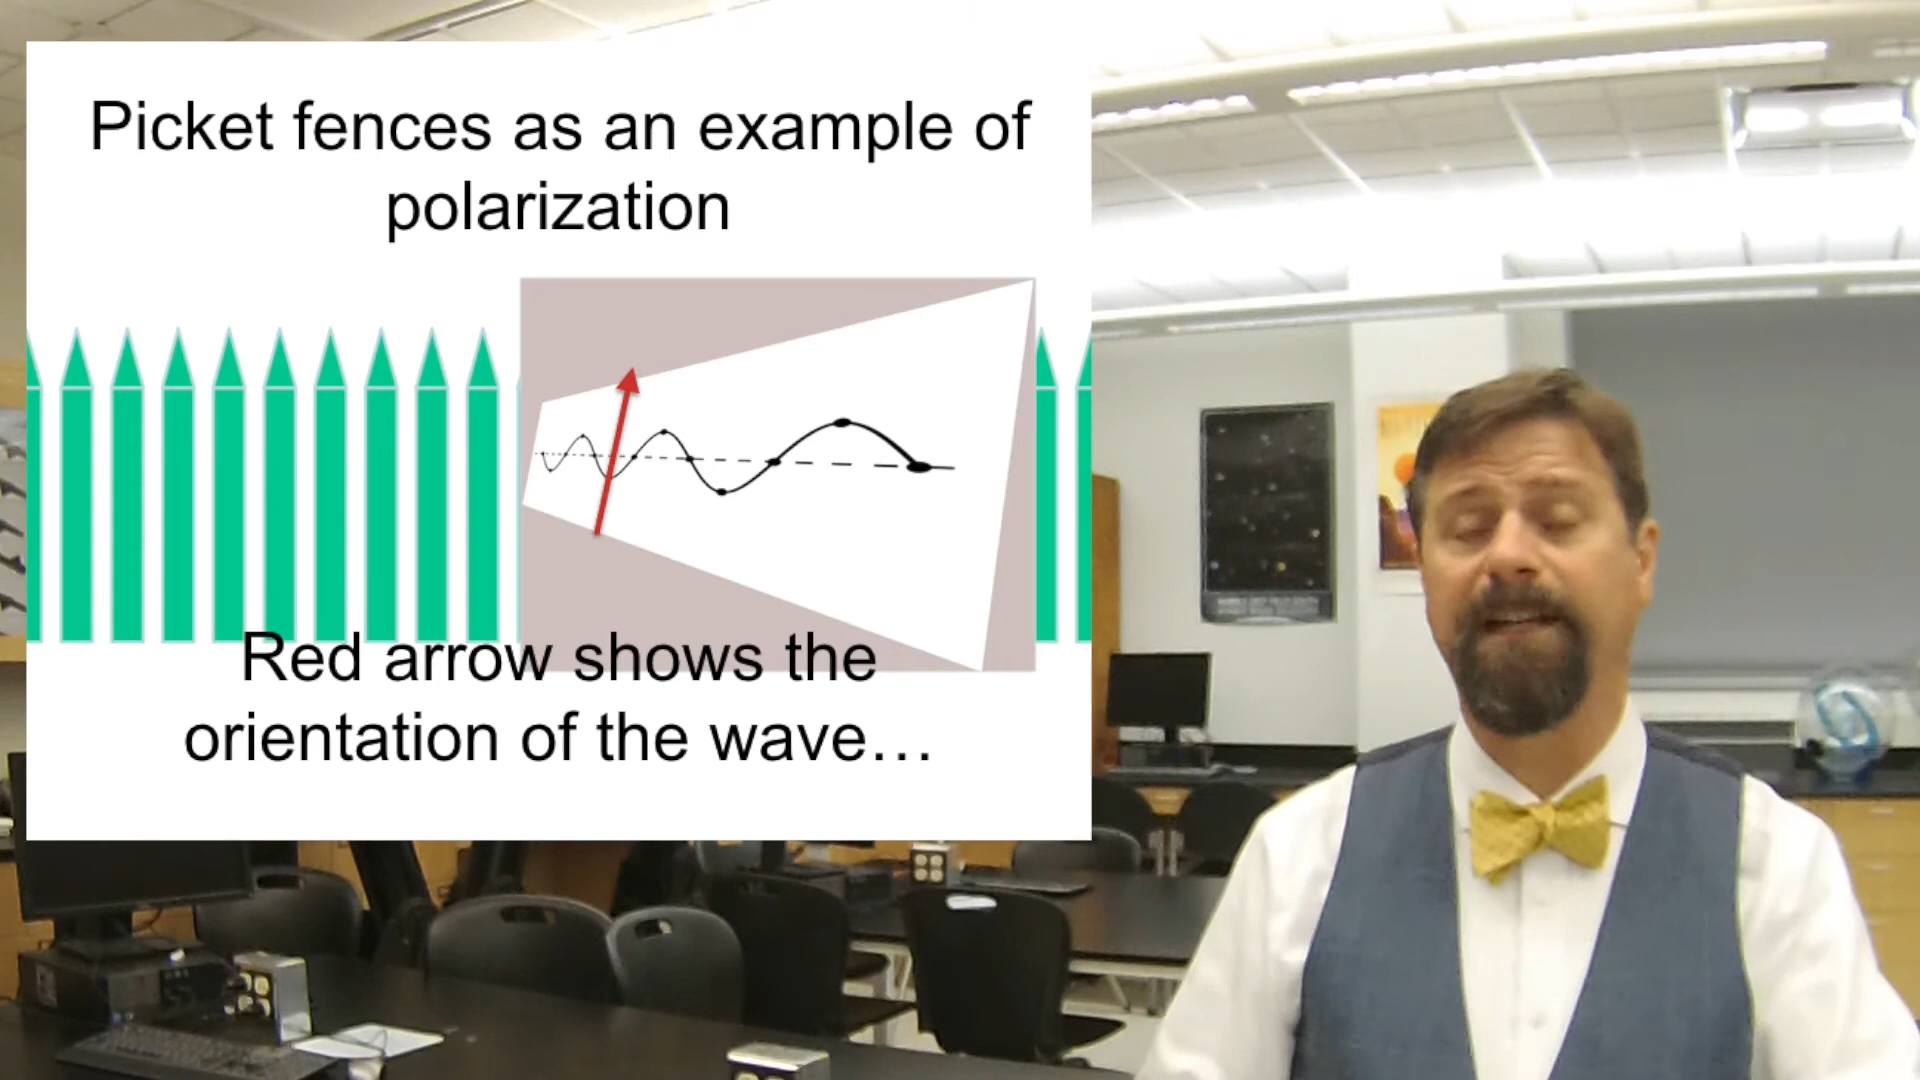 Picket fences as an example of
polarization
Red arrow shows the
orientation of the wave…